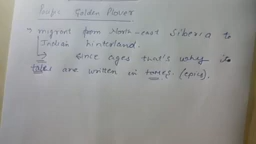 Golden Plover
→ migrant from North-east Siberia to
Indian hinterland.
→ since ages that's why its
tales are written in tomes. (epics).